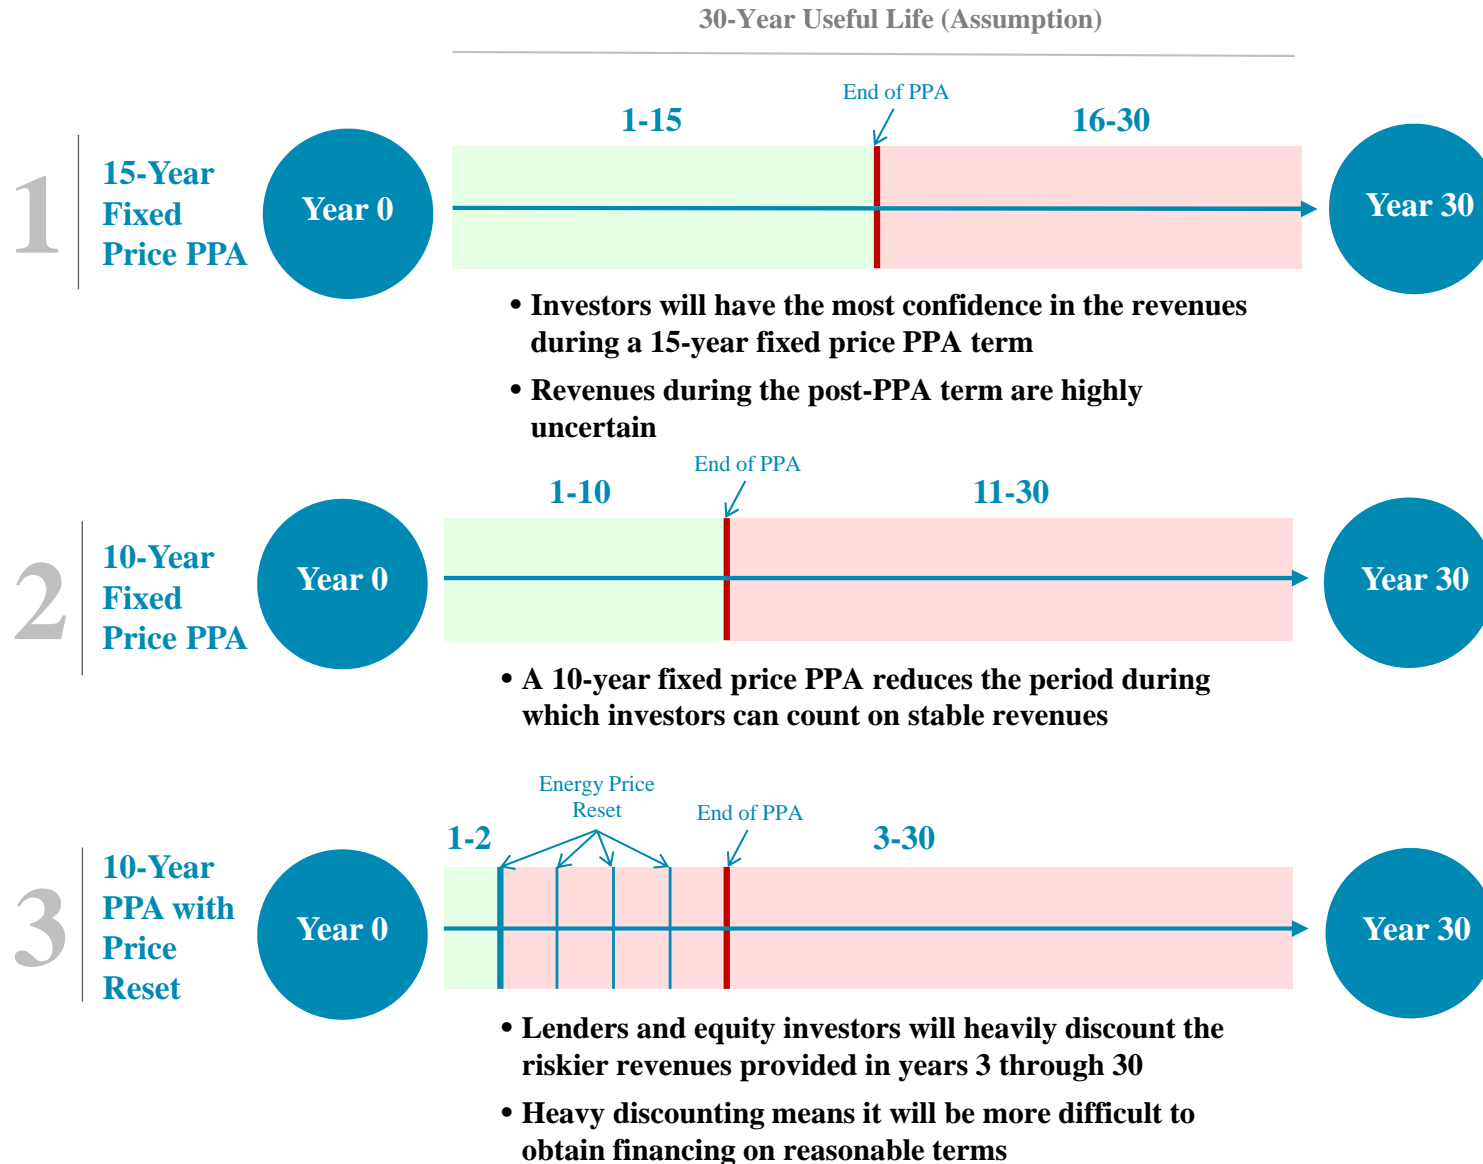 30-Year Useful Life (Assumption)
End of PPA
1-15
16-30
1
15-Year
Fixed
Price PPA
Year 0
Year 30
• Investors will have the most confidence in the revenues
during a 15-year fixed price PPA term
• Revenues during the post-PPA term are highly
uncertain
End of PPA
1-10
11-30
2
10-Year
Fixed
Price PPA
Year 0
Year 30
• A 10-year fixed price PPA reduces the period during
which investors can count on stable revenues
Energy Price
Reset
End of PPA
1-2
3-30
3
10-Year
PPA with
Price
Reset
Year 0
Year 30
• Lenders and equity investors will heavily discount the
riskier revenues provided in years 3 through 30
• Heavy discounting means it will be more difficult to
obtain financing on reasonable terms